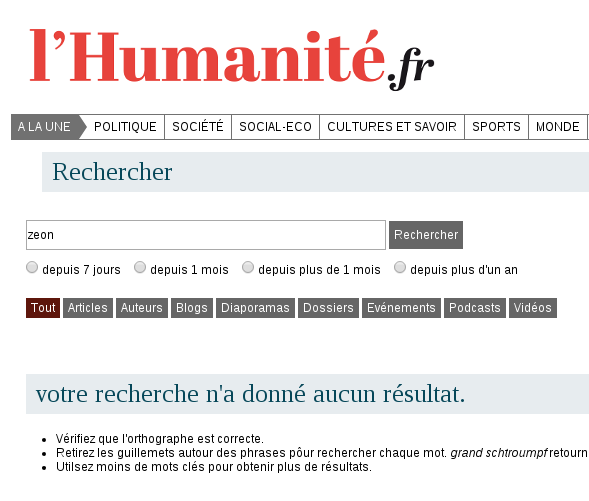 l'Humanité.fr
A LA UNE POLITIQUE SOCIÉTÉ SOCIAL-ECO CULTURES ET SAVOIR SPORTS MONDE
Rechercher
zeon Rechercher
depuis 7 jours depuis 1 mois depuis plus de 1 mois depuis plus d'un an
Tout Articles Auteurs Blogs Diaporamas Dossiers Evénements Podcasts Vidéos
votre recherche n'a donné aucun résultat.
• Vérifiez que l'orthographe est correcte.
• Retirez les guillemets autour des phrases pôur rechercher chaque mot. grand schtroumpf retourn
• Utilsez moins de mots clés pour obtenir plus de résultats.